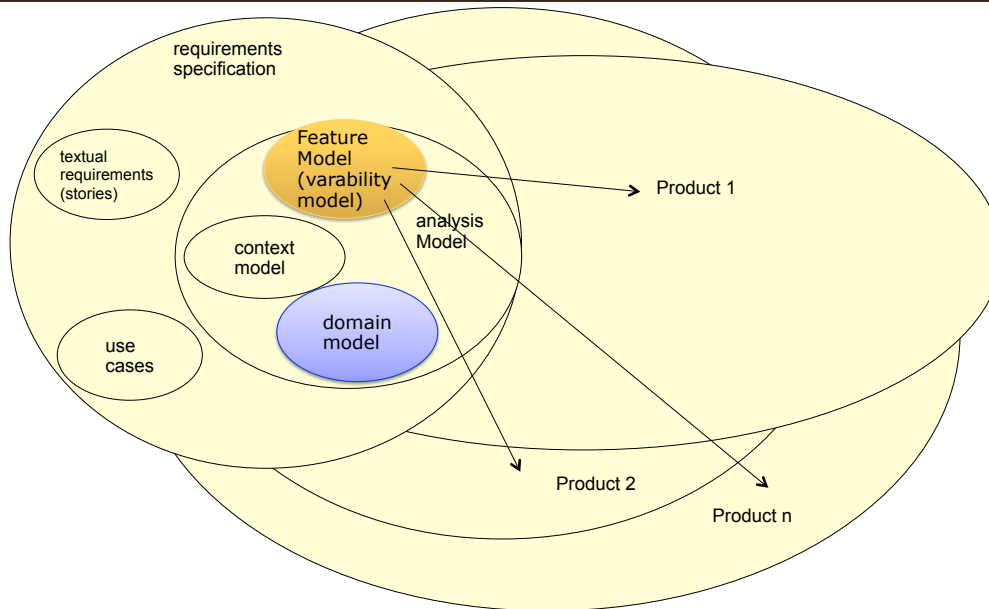 requirements
specification
textual
requirements
(stories)
Feature
Model
(varability
model)
analysis
Model
Product 1
context
model
domain
model
use
cases
Product 2
Product n